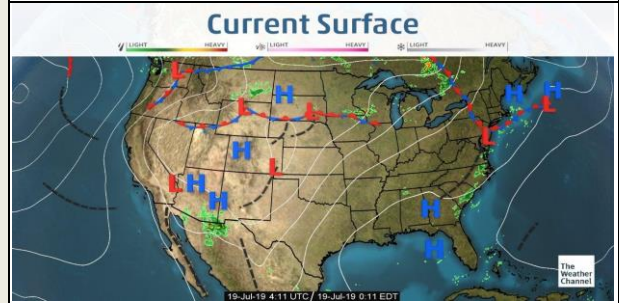 Current Surface
LIGHT HEAVY LIGHT HEAVY LIGHT HEAVY
L
H
H
H
L
L
L
H
L
H
L
L
H
H
H
H
The
Weather
Channel
19-Jul-19 4:11 UTC / 19-Jul-19 0:11 EDT